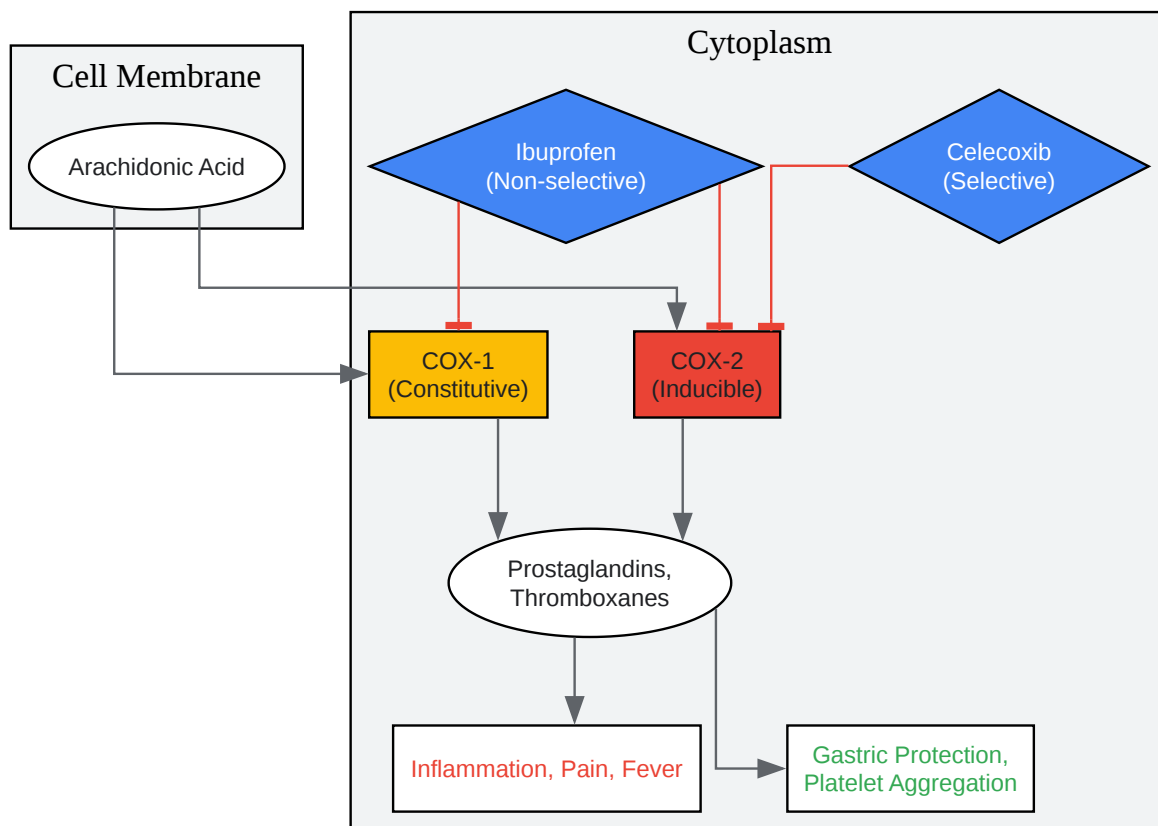 Cytoplasm
Cell Membrane
Arachidonic Acid
Ibuprofen
(Non-selective)
Celecoxib
(Selective)
COX-1
(Constitutive)
COX-2
(Inducible)
Prostaglandins,
Thromboxanes
Inflammation, Pain, Fever
Gastric Protection,
Platelet Aggregation